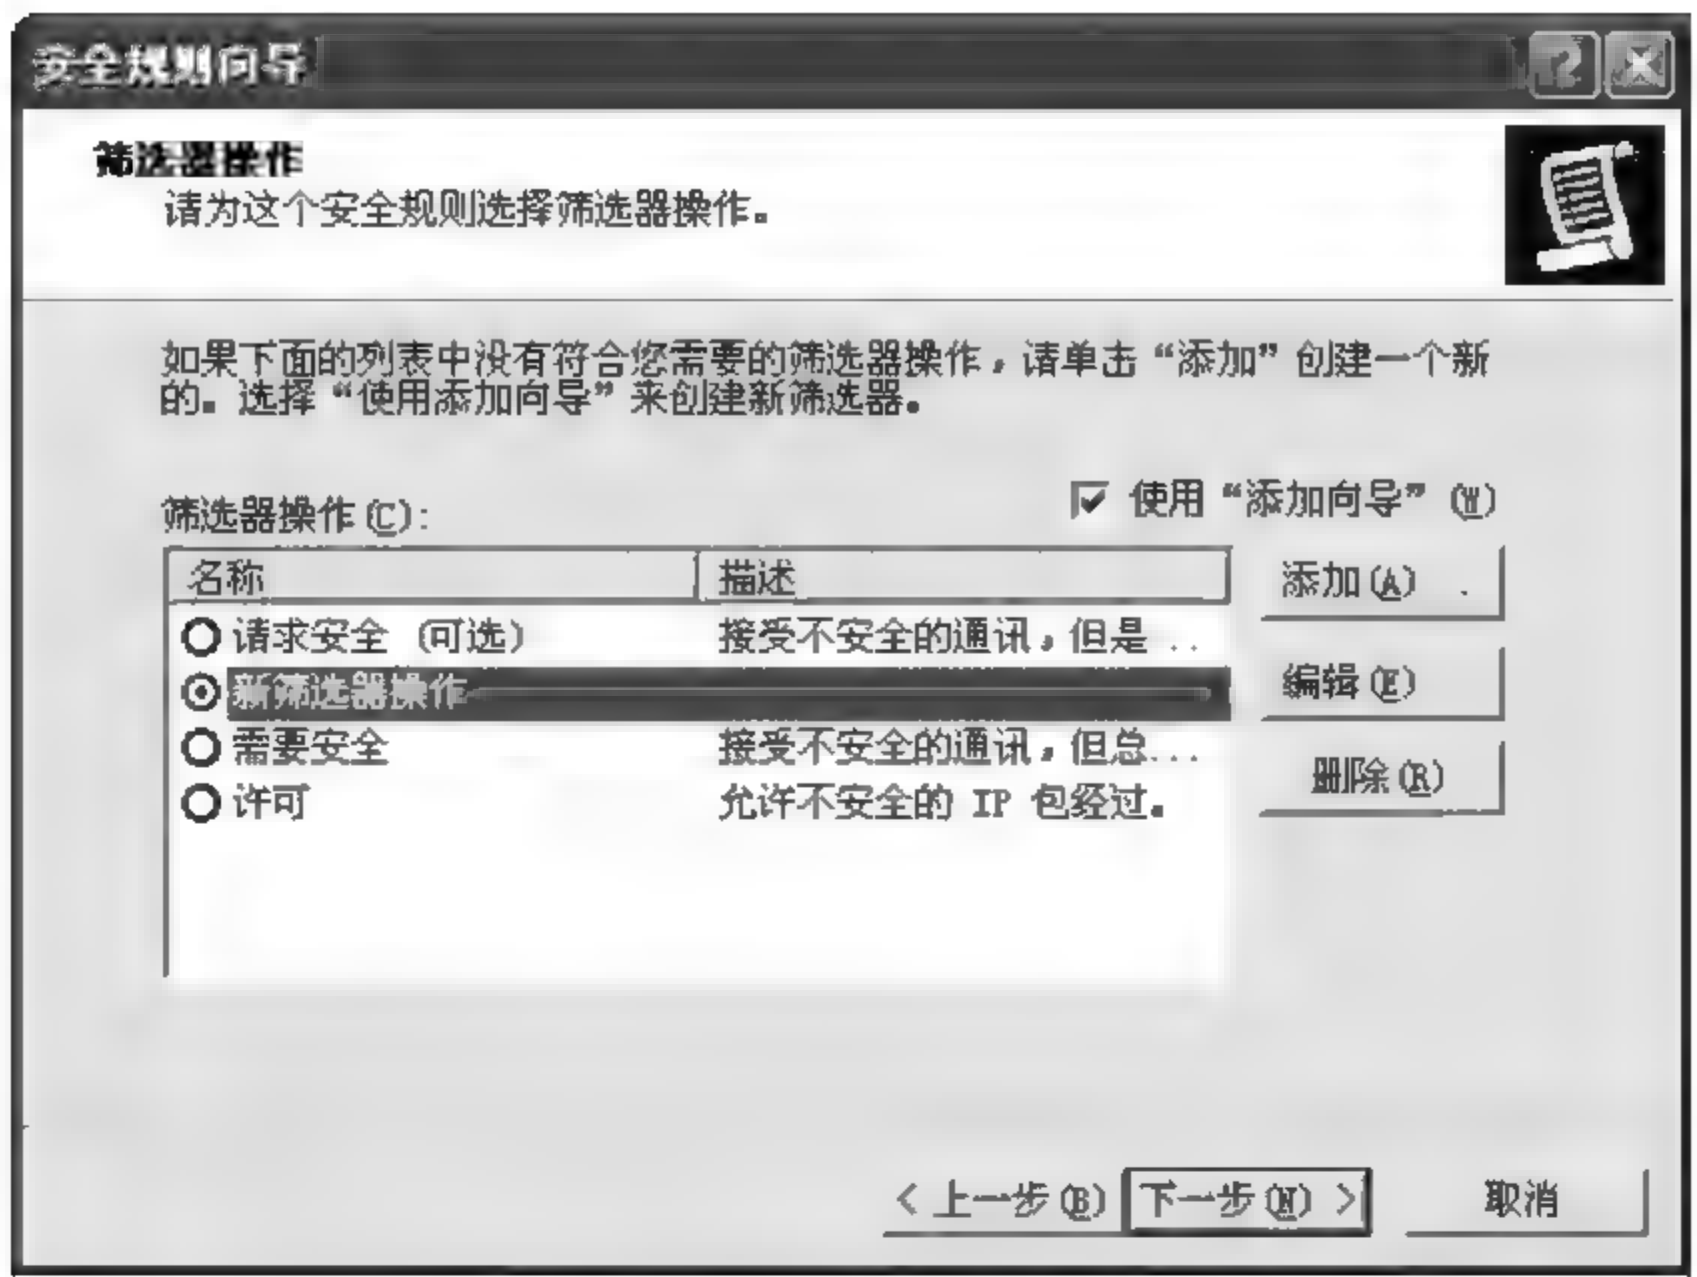 安全规则向导
筛选器操作
请为这个安全规则选择筛选器操作。
如果下面的列表中没有符合您需要的筛选器操作，请单击“添加”创建一个新
的。选择“使用添加向导”来创建新筛选器。
筛选器操作(C):
使用“添加向导”(W)
名称 描述
添加(A)
请求安全 (可选) 接受不安全的通讯，但是...
新筛选器操作
编辑(E)
需要安全 接受不安全的通讯，但总...
删除(R)
许可 允许不安全的 IP 包经过。
< 上一步(B) 下一步(N) > 取消